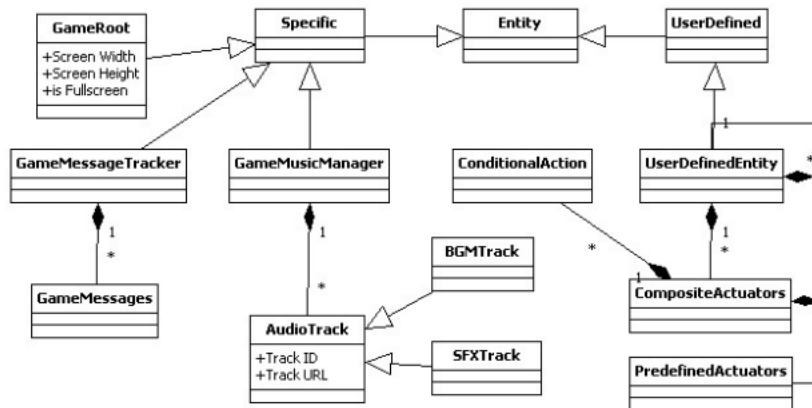 GameRoot
+Screen Width
+Screen Height
+is Fullscreen
Specific
Entity
UserDefined
1
GameMessageTracker
GameMusicManager
ConditionalAction
UserDefinedEntity
*
1
*
1
*
1
*
*
1
GameMessages
BGMTrack
CompositeActuators
AudioTrack
+Track ID
+Track URL
SFXTrack
PredefinedActuators